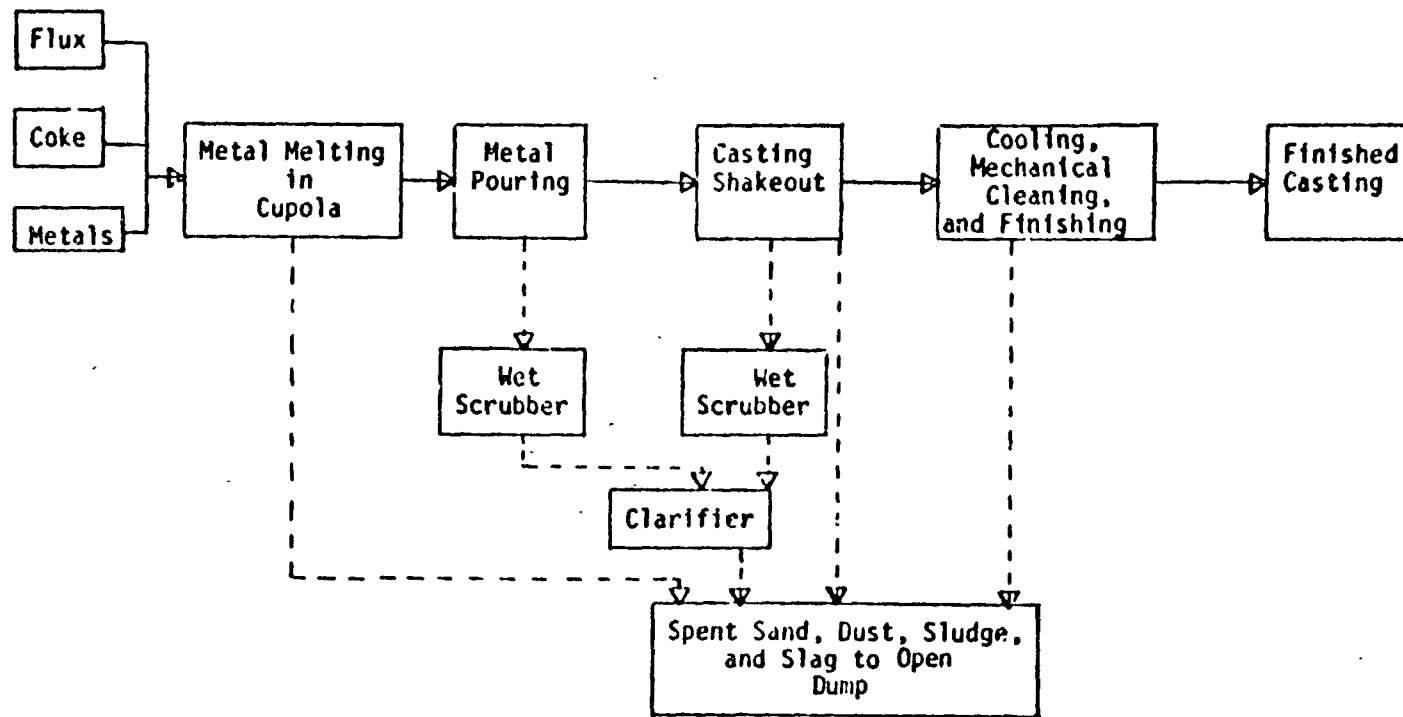 Flux
Coke
Metals
Metal Melting
in
Cupola
Metal
Pouring
Casting
Shakeout
Cooling,
Mechanical
Cleaning,
and Finishing
Finished
Casting
Wet
Scrubber
Wet
Scrubber
Clarifier
Spent Sand, Dust, Sludge,
and Slag to Open
Dump